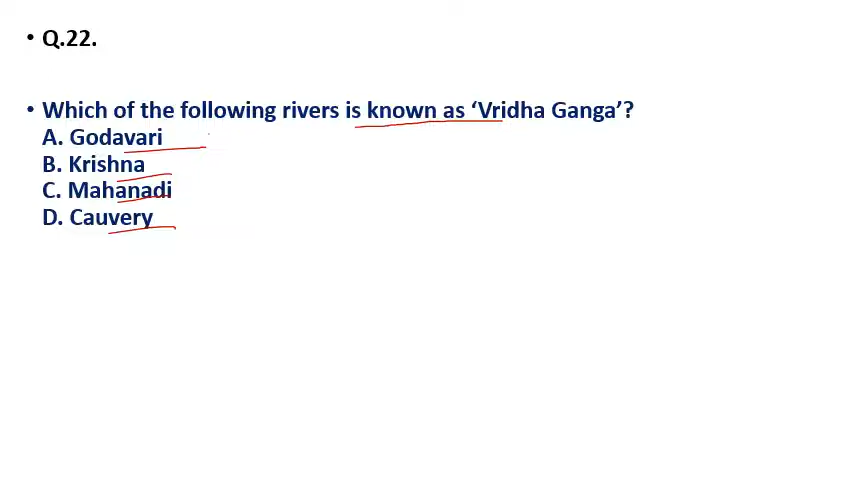 • Q.22.
• Which of the following rivers is known as ‘Vridha Ganga’?
A. Godavari
B. Krishna
C. Mahanadi
D. Cauvery